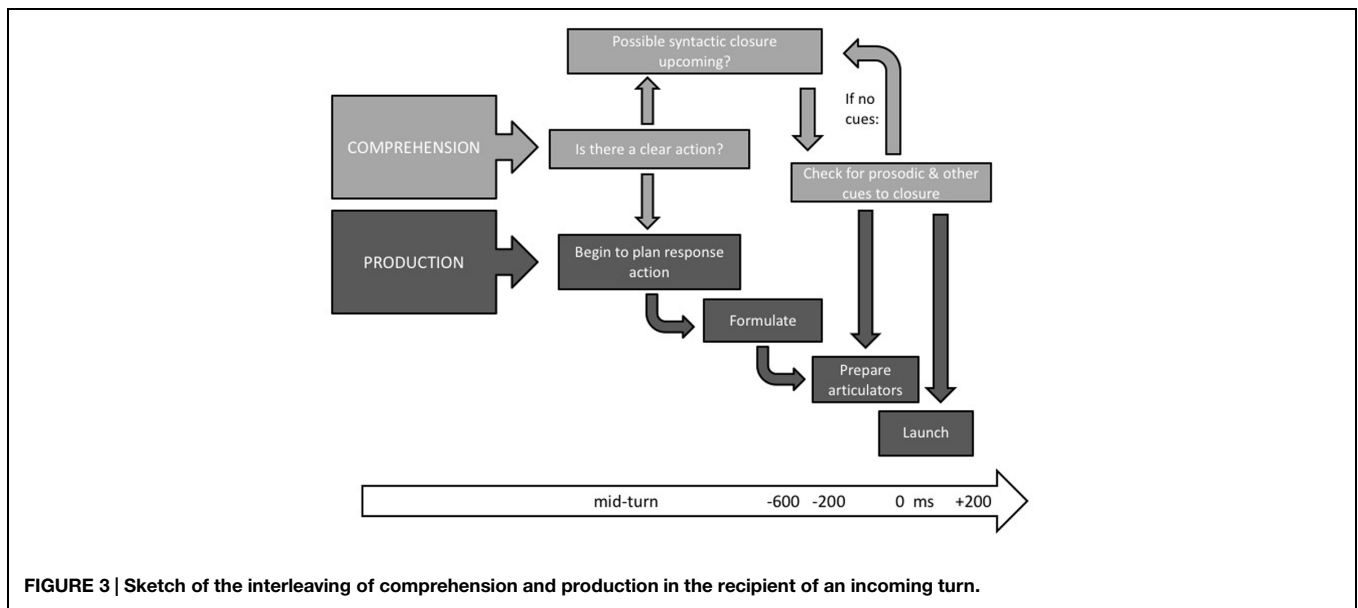 Possible syntactic closure
upcoming?
If no
cues:
COMPREHENSION
Is there a clear action?
Check for prosodic & other
cues to closure
PRODUCTION
Begin to plan response
action
Formulate
Prepare
articulators
Launch
mid-turn -600 -200 0 ms +200
FIGURE 3 | Sketch of the interleaving of comprehension and production in the recipient of an incoming turn.